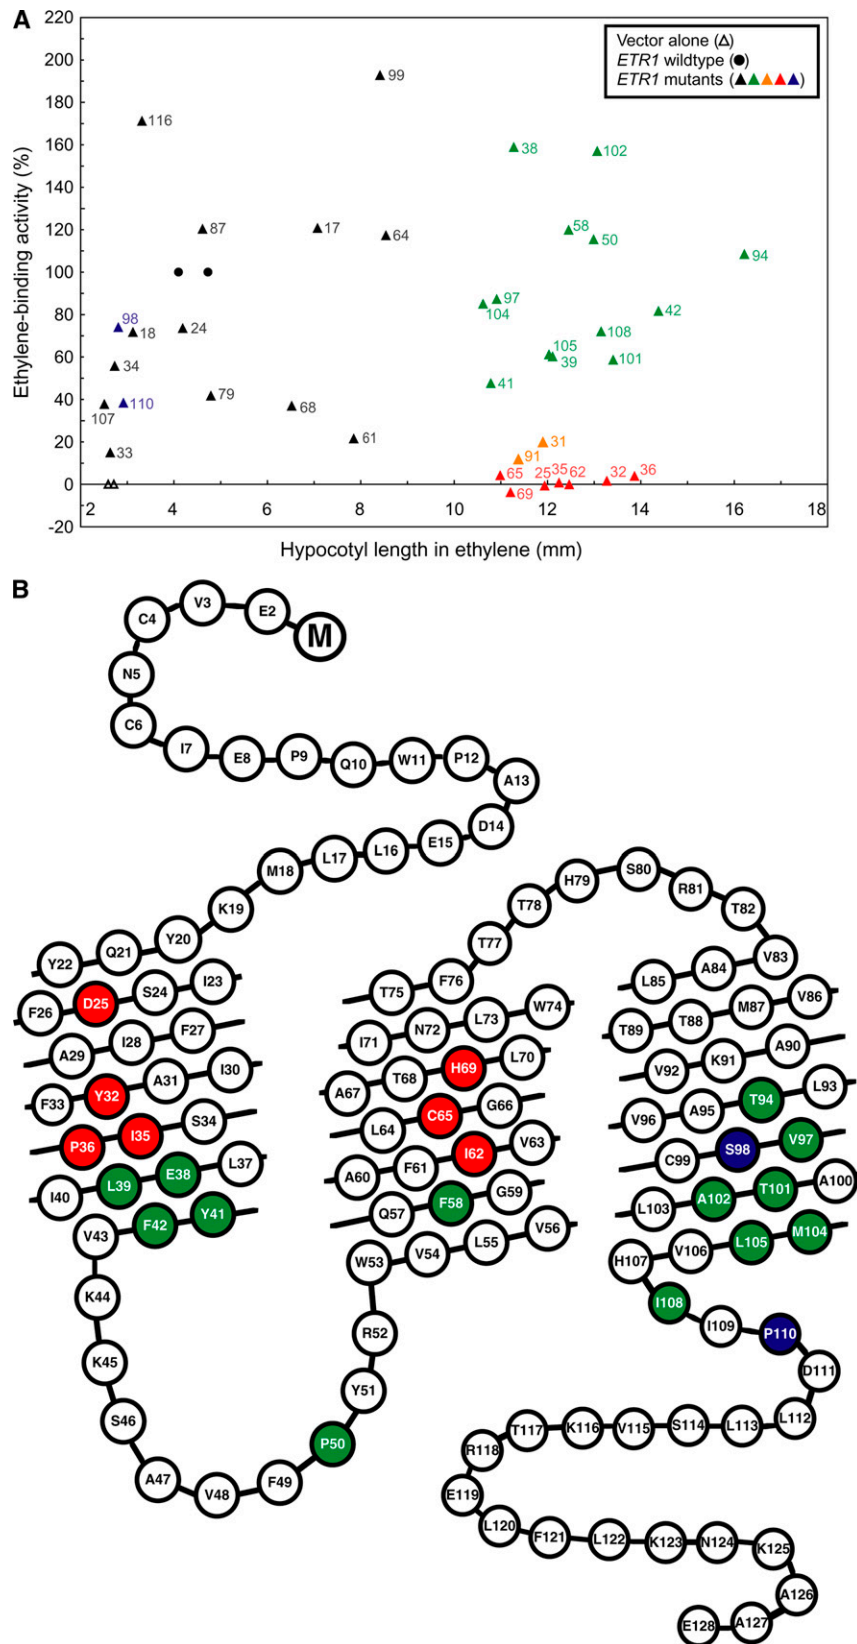 A
Vector alone (△)
ETR1 wildtype (●)
ETR1 mutants (▲▲▲▲▲)
Ethylene-binding activity (%)
220
200
180
160
140
120
100
80
60
40
20
0
-20
99
116
38
102
87
17
64
58
50
94
98
18
24
97
104
42
108
34
105
39
101
110
79
41
107
68
61
33
31
91
65
69
25
35
62
32
36
2
4
6
8
10
12
14
16
18
Hypocotyl length in ethylene (mm)
B
M
E2
V3
C4
N5
C6
I7
E8
P9
Q10
W11
P12
A13
D14
E15
L16
L17
M18
K19
Y20
Q21
Y22
I23
S24
D25
F26
F27
I28
A29
I30
A31
Y32
F33
S34
I35
P36
L37
E38
L39
I40
Y41
F42
V43
K44
K45
S46
A47
V48
F49
P50
Y51
R52
W53
V54
L55
V56
Q57
F58
G59
A60
F61
I62
V63
L64
C65
G66
A67
T68
H69
L70
I71
N72
L73
W74
T75
F76
T77
T78
H79
S80
R81
T82
V83
A84
L85
V86
M87
T88
T89
A90
K91
V92
L93
T94
A95
V96
V97
S98
C99
A100
T101
A102
L103
M104
L105
V106
H107
I108
I109
P110
D111
L112
L113
S114
V115
K116
T117
R118
E119
L120
F121
L122
K123
N124
K125
A126
A127
E128